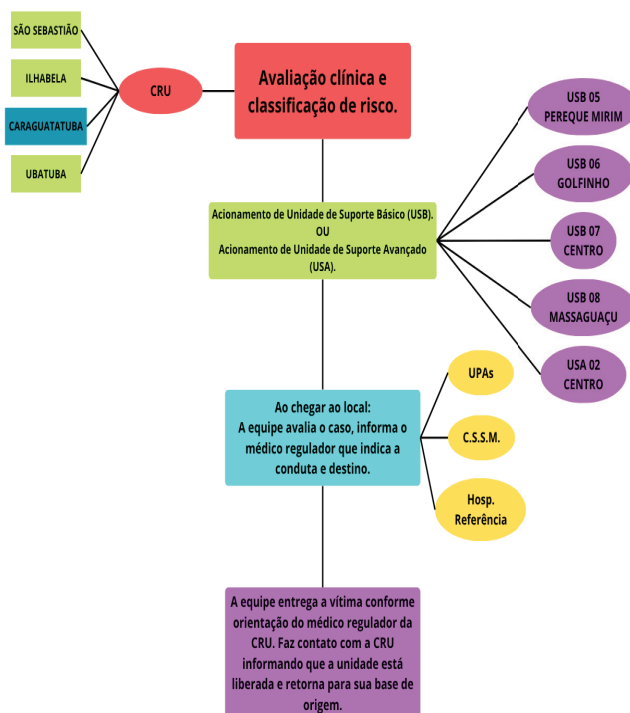 SÃO SEBASTIÃO
ILHABELA
CARAGUATATUBA
UBATUBA
CRU
Avaliação clínica e
classificação de risco.
Acionamento de Unidade de Suporte Básico (USB).
OU
Acionamento de Unidade de Suporte Avançado
(USA).
USB 05
PEREQUE MIRIM
USB 06
GOLFINHO
USB 07
CENTRO
USB 08
MASSAGUAÇU
USA 02
CENTRO
Ao chegar ao local:
A equipe avalia o caso, informa o
médico regulador que indica a
conduta e destino.
UPAs
C.S.S.M.
Hosp.
Referência
A equipe entrega a vítima conforme
orientação do médico regulador da
CRU. Faz contato com a CRU
informando que a unidade está
liberada e retorna para sua base de
origem.